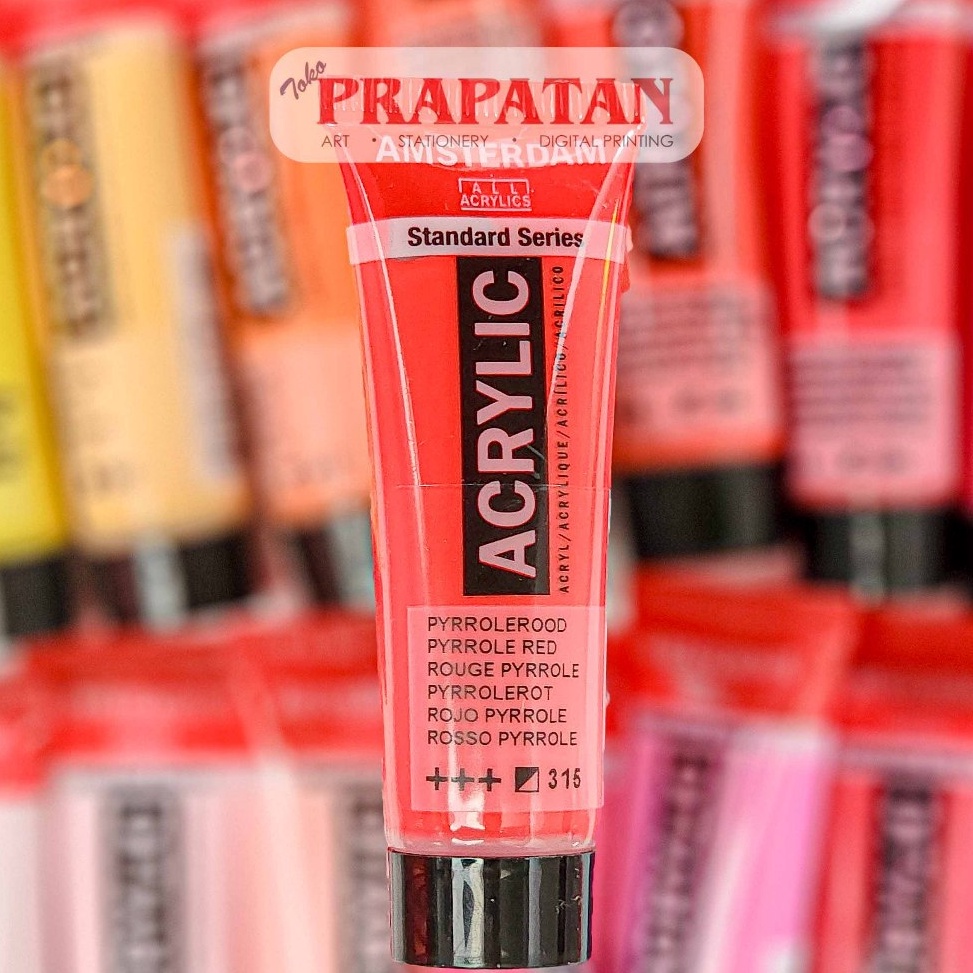 Toko
PRAPATAN
ART • STATIONERY • DIGITAL PRINTING
AMSTERDAM
ALL
ACRYLICS
Standard Series
ACRYLIC
ACRYL/ACRYLIQUE/ACRÍLICO/ACRILICO
PYRROLEROOD
PYRROLE RED
ROUGE PYRROLE
PYRROLEROT
ROJO PYRROLE
ROSSO PYRROLE
+++ 315